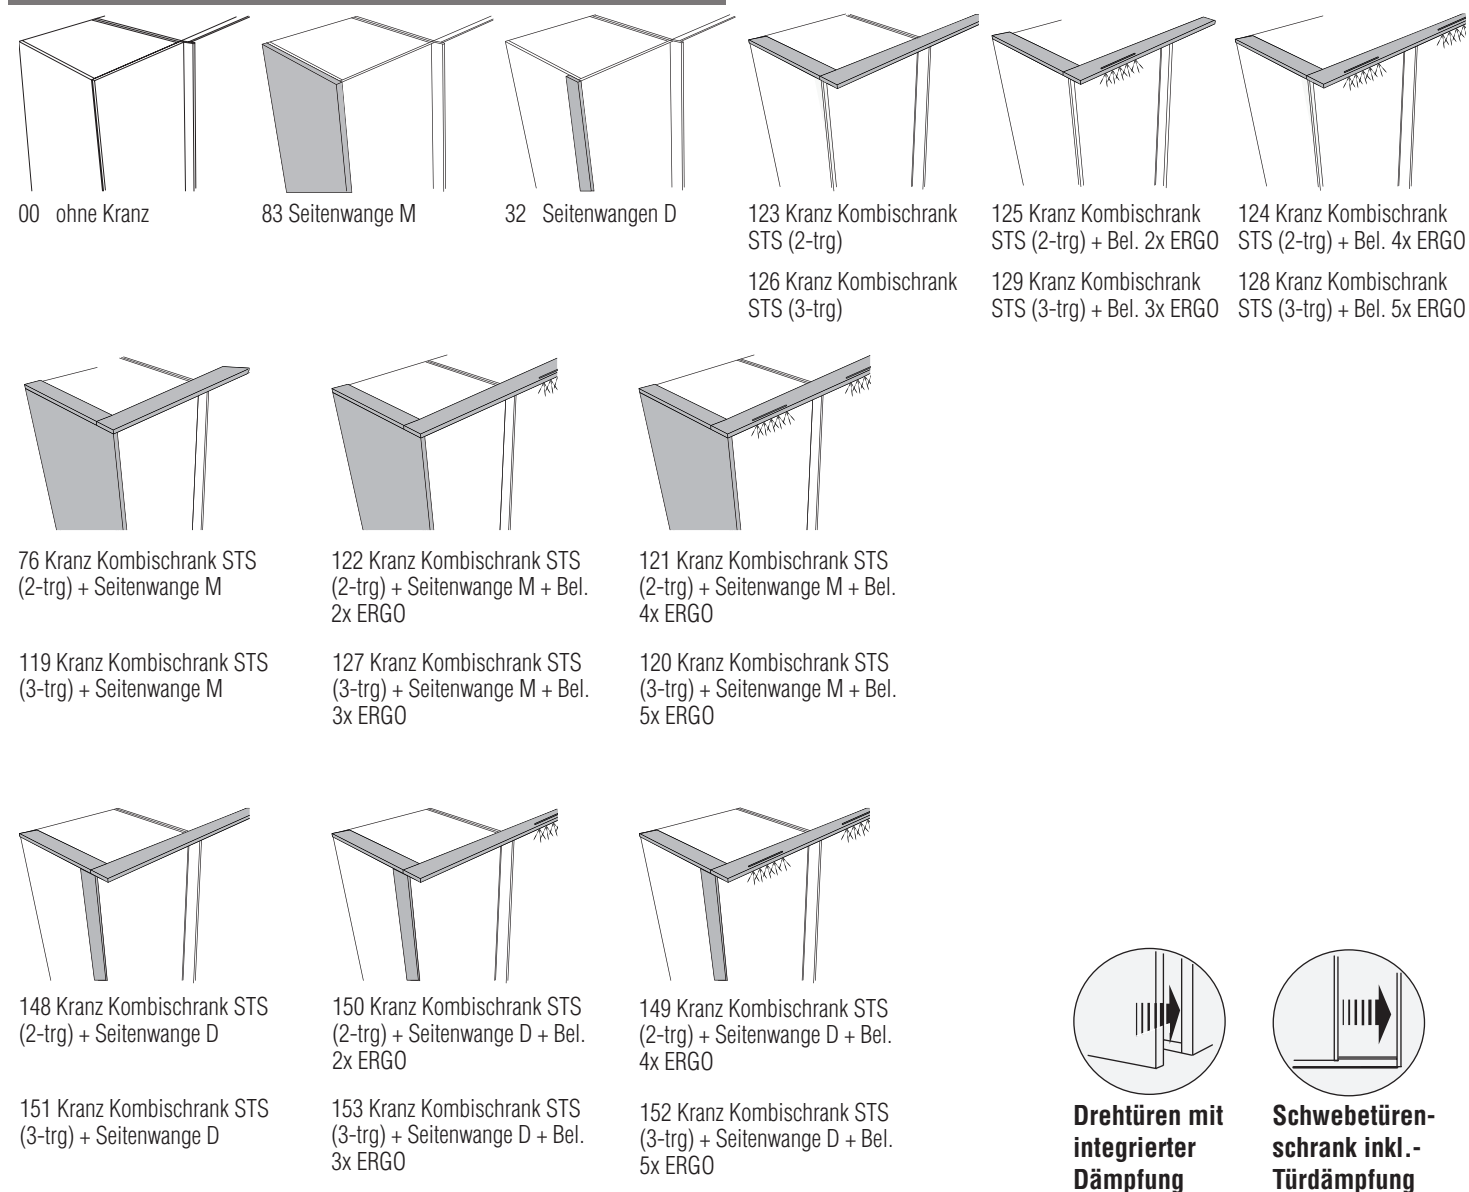 00 ohne Kranz
83 Seitenwange M
32 Seitenwangen D
123 Kranz Kombischrank
STS (2-trg)
126 Kranz Kombischrank
STS (3-trg)
125 Kranz Kombischrank
STS (2-trg) + Bel. 2x ERGO
129 Kranz Kombischrank
STS (3-trg) + Bel. 3x ERGO
124 Kranz Kombischrank
STS (2-trg) + Bel. 4x ERGO
128 Kranz Kombischrank
STS (3-trg) + Bel. 5x ERGO
76 Kranz Kombischrank STS
(2-trg) + Seitenwange M
119 Kranz Kombischrank STS
(3-trg) + Seitenwange M
122 Kranz Kombischrank STS
(2-trg) + Seitenwange M + Bel.
2x ERGO
127 Kranz Kombischrank STS
(3-trg) + Seitenwange M + Bel.
3x ERGO
121 Kranz Kombischrank STS
(2-trg) + Seitenwange M + Bel.
4x ERGO
120 Kranz Kombischrank STS
(3-trg) + Seitenwange M + Bel.
5x ERGO
148 Kranz Kombischrank STS
(2-trg) + Seitenwange D
151 Kranz Kombischrank STS
(3-trg) + Seitenwange D
150 Kranz Kombischrank STS
(2-trg) + Seitenwange D + Bel.
2x ERGO
153 Kranz Kombischrank STS
(3-trg) + Seitenwange D + Bel.
3x ERGO
149 Kranz Kombischrank STS
(2-trg) + Seitenwange D + Bel.
4x ERGO
152 Kranz Kombischrank STS
(3-trg) + Seitenwange D + Bel.
5x ERGO
Drehtüren mit
integrierter
Dämpfung
Schwebetüren-
schrank inkl.-
Türdämpfung